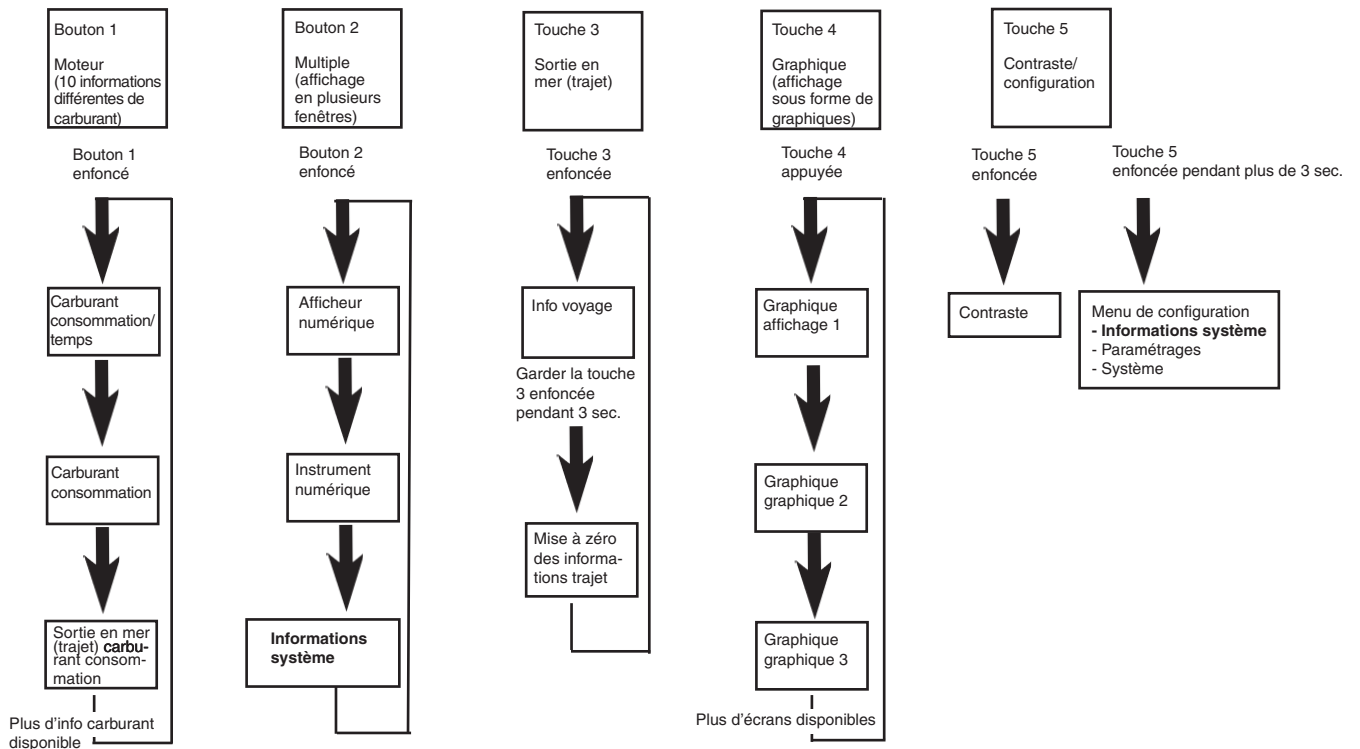 Bouton 1
Moteur
(10 informations
différentes de
carburant)
Bouton 1
enfoncé
Carburant
consommation/
temps
Carburant
consommation
Sortie en mer
(trajet) carbu-
rant consom-
mation
Plus d'info carburant
disponible
Bouton 2
Multiple
(affichage
en plusieurs
fenêtres)
Bouton 2
enfoncé
Afficheur
numérique
Instrument
numérique
Informations
système
Touche 3
Sortie en
mer (trajet)
Touche 3
enfoncée
Info voyage
Garder la touche
3 enfoncée
pendant 3 sec.
Mise à zéro
des informa-
tions trajet
Touche 4
Graphique
(affichage
sous forme de
graphiques)
Touche 4
appuyée
Graphique
affichage 1
Graphique
graphique 2
Graphique
graphique 3
Plus d'écrans disponibles
Touche 5
Contraste/
configuration
Touche 5
enfoncée
Contraste
Touche 5
enfoncée pendant plus de 3 sec.
Menu de configuration
- Informations système
- Paramétrages
- Système